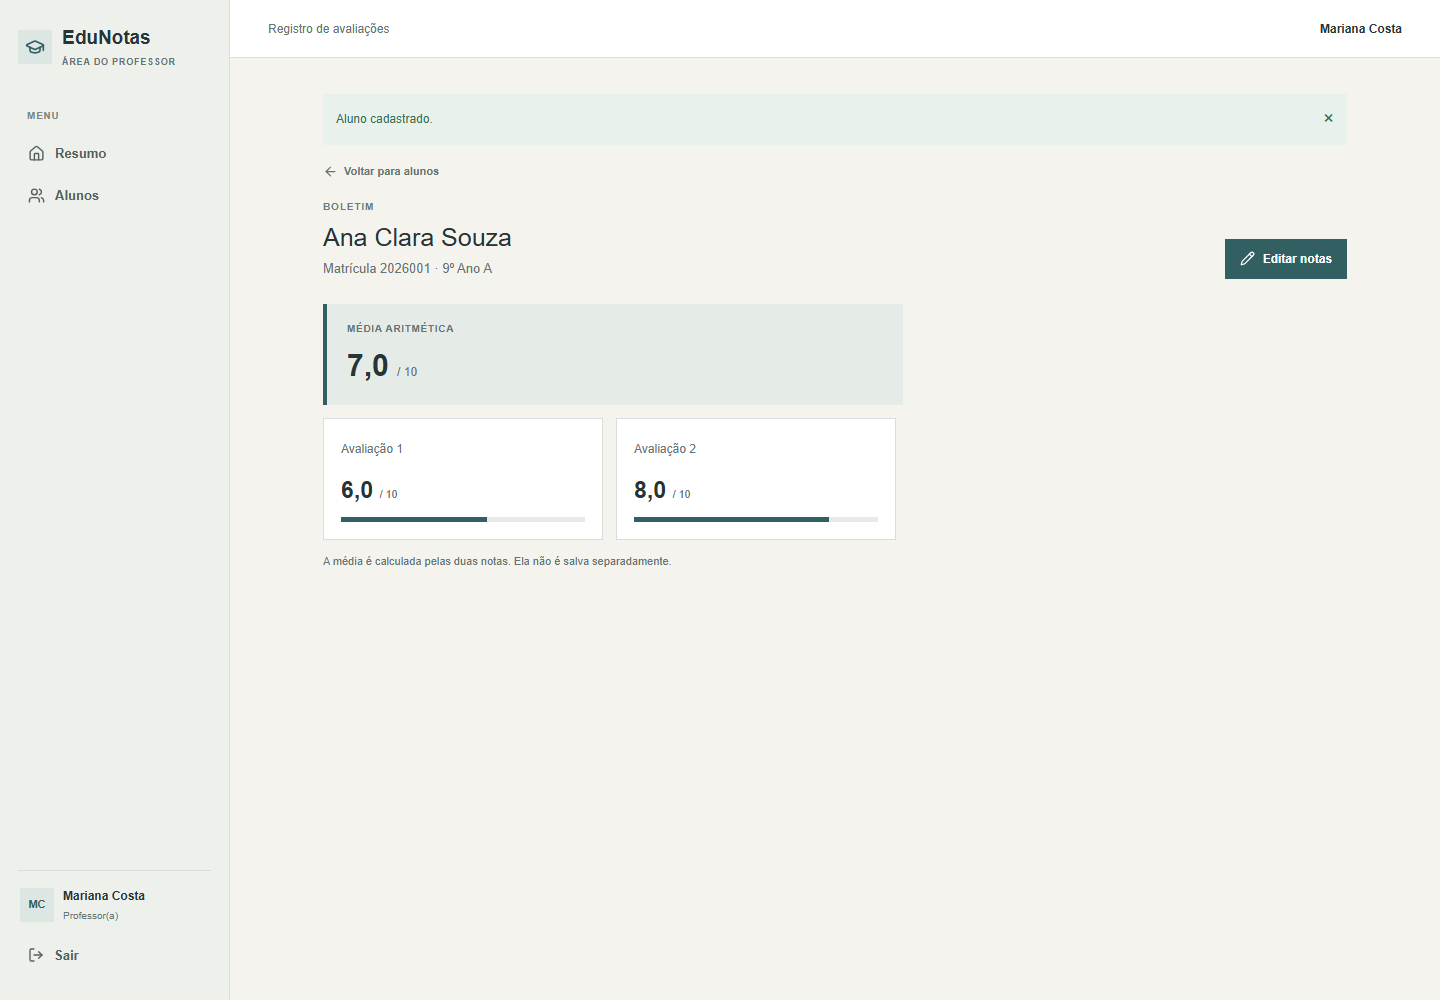 EduNotas
ÁREA DO PROFESSOR
MENU
Resumo
Alunos
MC
Mariana Costa
Professor(a)
Sair
Registro de avaliações
Mariana Costa
Aluno cadastrado.
×
Voltar para alunos
BOLETIM
Ana Clara Souza
Matrícula 2026001 · 9º Ano A
Editar notas
MÉDIA ARITMÉTICA
7,0 / 10
Avaliação 1
6,0 / 10
Avaliação 2
8,0 / 10
A média é calculada pelas duas notas. Ela não é salva separadamente.